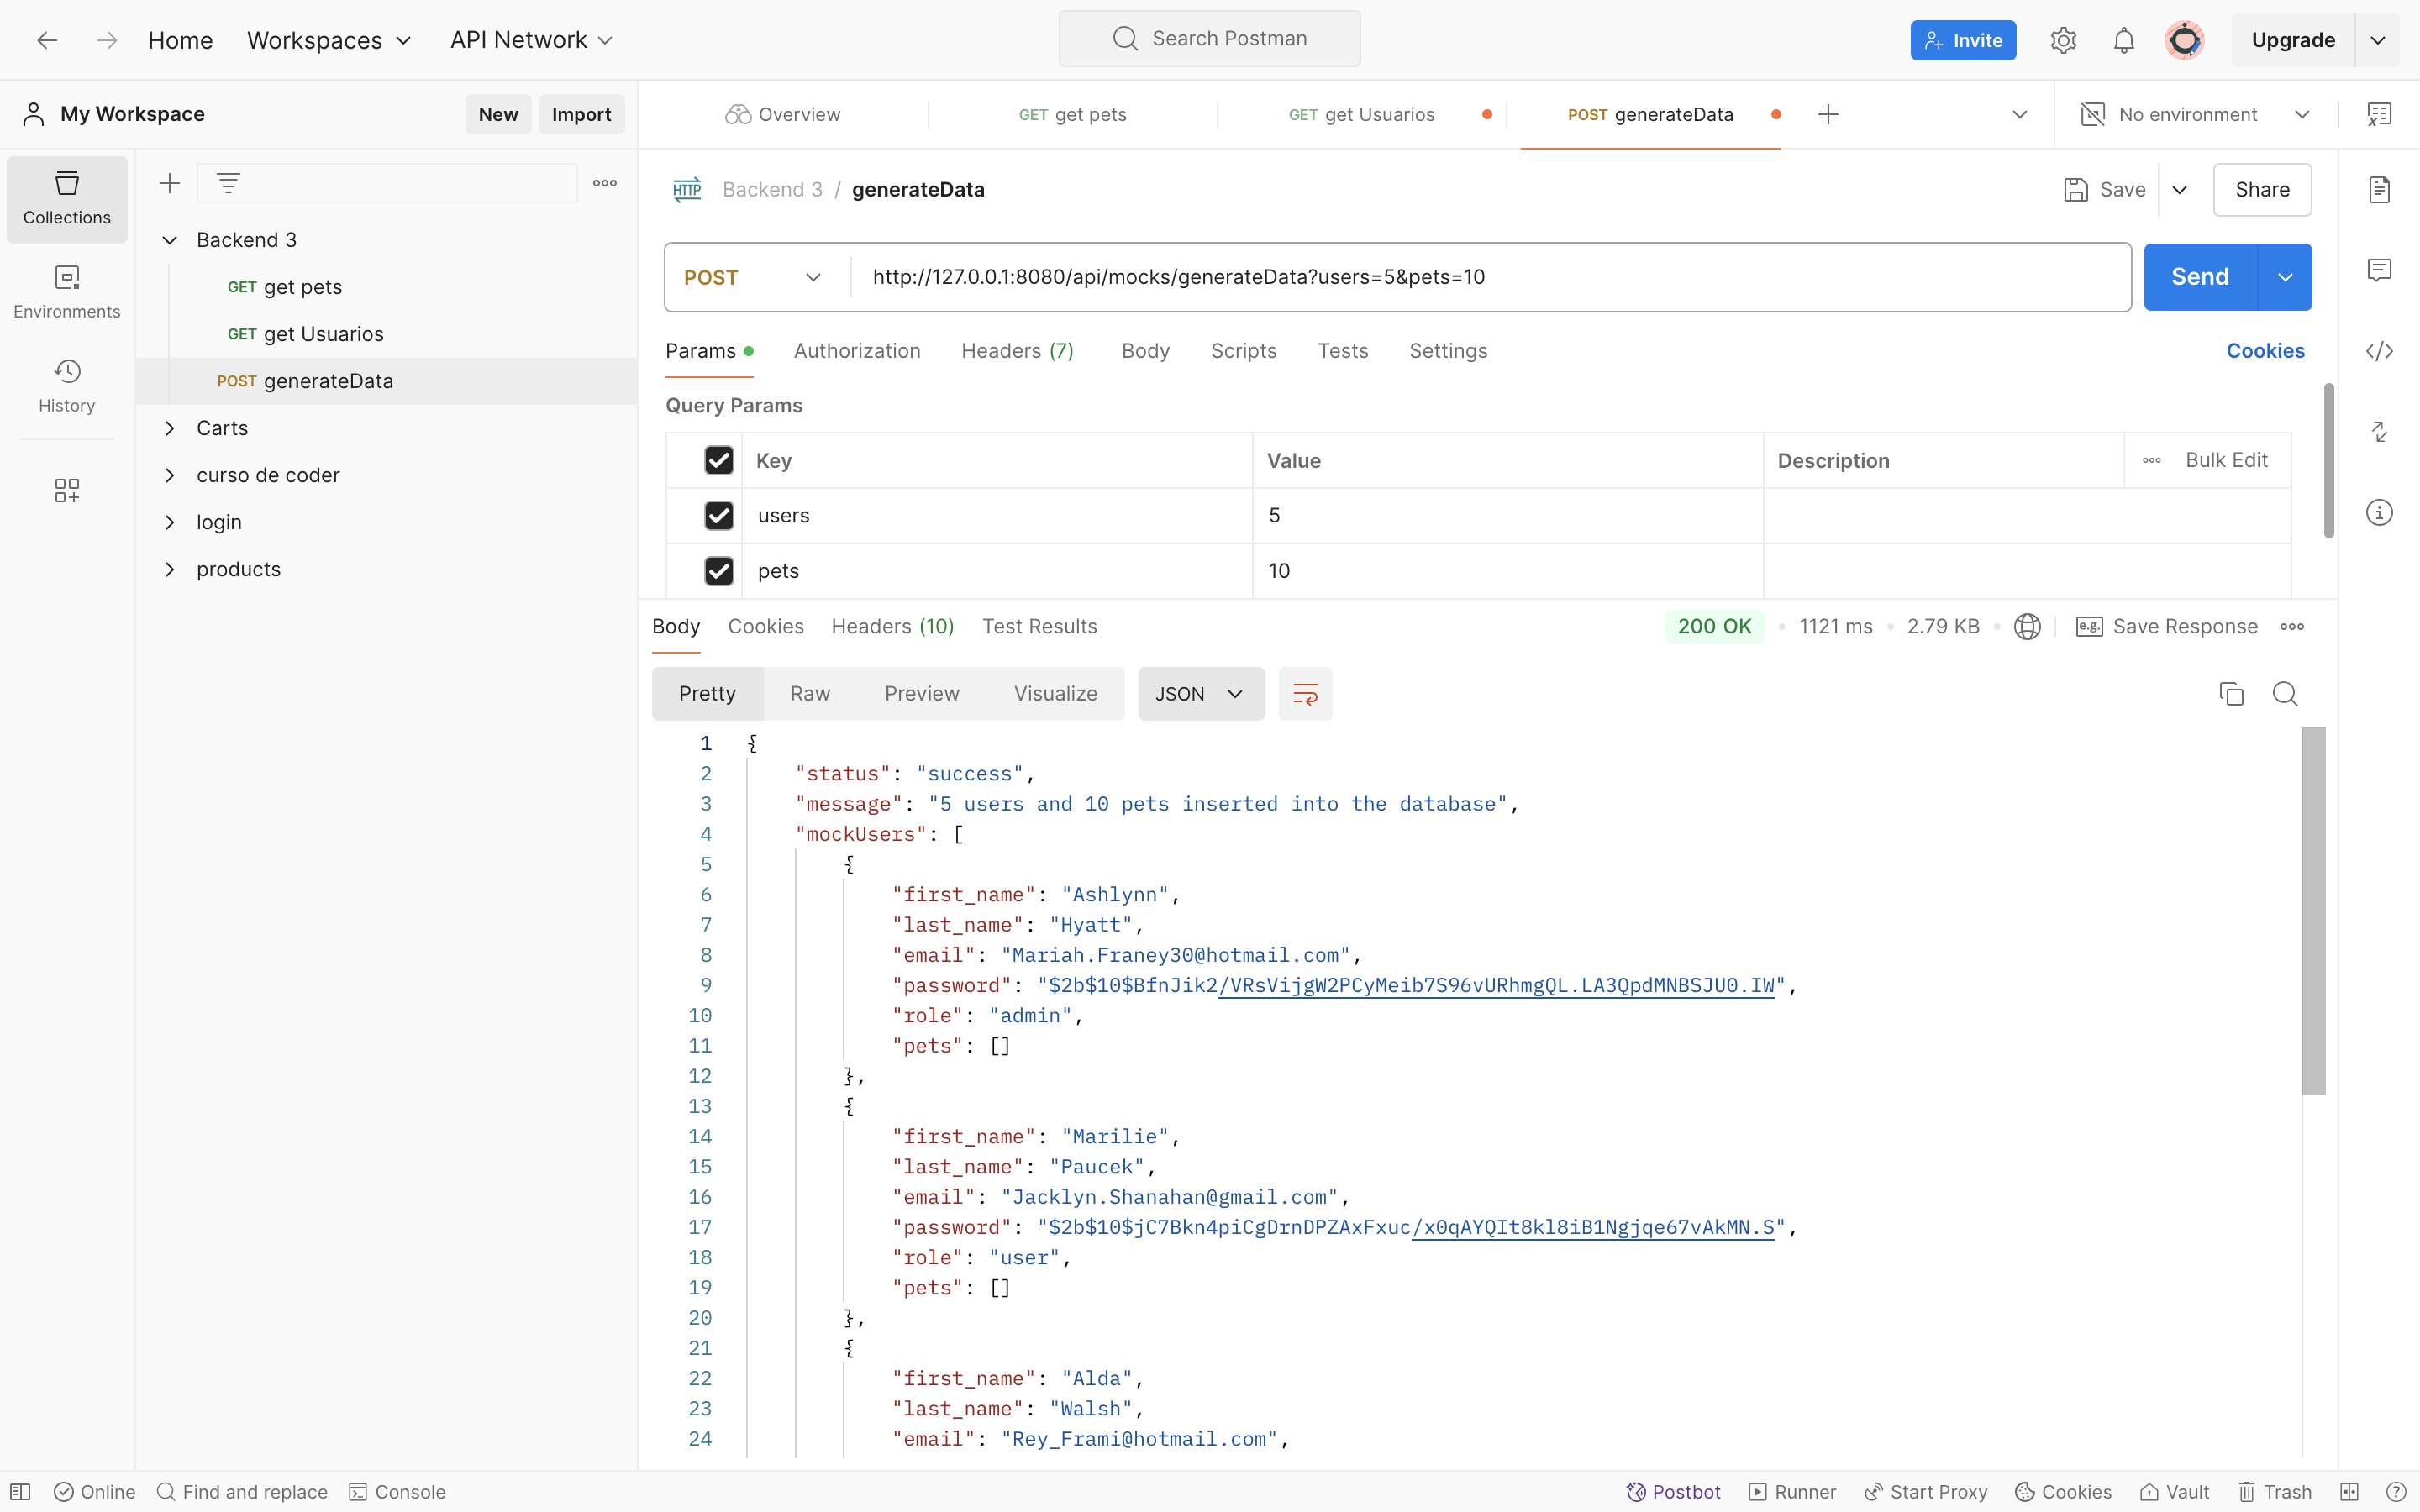 Home Workspaces API Network Search Postman Invite Upgrade
My Workspace New Import Overview GET get pets GET get Usuarios POST generateData No environment
Collections
Environments
History
Backend 3
GET get pets
GET get Usuarios
POST generateData
Carts
curso de coder
login
products
HTTP Backend 3 / generateData Save Share
POST http://127.0.0.1:8080/api/mocks/generateData?users=5&pets=10 Send
Params Authorization Headers (7) Body Scripts Tests Settings Cookies
Query Params
Key Value Description Bulk Edit
users 5
pets 10
Body Cookies Headers (10) Test Results 200 OK 1121 ms 2.79 KB e.g. Save Response
Pretty Raw Preview Visualize JSON
1 {
2 "status": "success",
3 "message": "5 users and 10 pets inserted into the database",
4 "mockUsers": [
5 {
6 "first_name": "Ashlynn",
7 "last_name": "Hyatt",
8 "email": "Mariah.Franey30@hotmail.com",
9 "password": "$2b$10$BfnJik2/VRsVijgW2PCyMeib7S96vURhmgQL.LA3QpdMNBSJU0.IW",
10 "role": "admin",
11 "pets": []
12 },
13 {
14 "first_name": "Marilie",
15 "last_name": "Paucek",
16 "email": "Jacklyn.Shanahan@gmail.com",
17 "password": "$2b$10$jC7Bkn4piCgDrnDPZAxFxuc/x0qAYQIt8kl8iB1Ngjqe67vAkMN.S",
18 "role": "user",
19 "pets": []
20 },
21 {
22 "first_name": "Alda",
23 "last_name": "Walsh",
24 "email": "Rey_Frami@hotmail.com",
Online Find and replace Console Postbot Runner Start Proxy Cookies Vault Trash